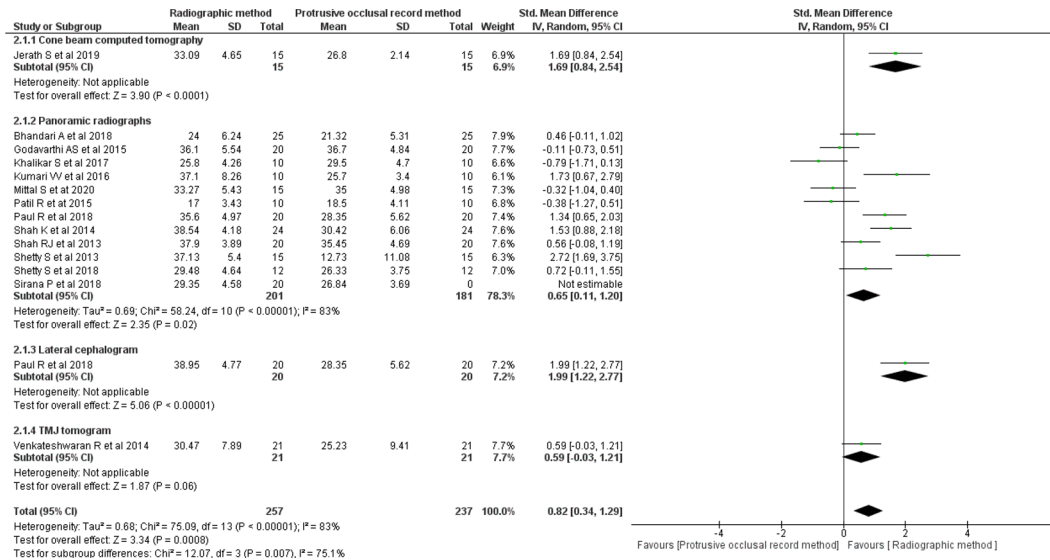 Radiographic method Protrusive occlusal record method Std. Mean Difference Std. Mean Difference
Study or Subgroup Mean SD Total Mean SD Total Weight IV, Random, 95% CI IV, Random, 95% CI
2.1.1 Cone beam computed tomography
Jerath S et al 2019 33.09 4.65 15 26.8 2.14 15 6.9% 1.69 [0.84, 2.54]
Subtotal (95% CI) 15 15 6.9% 1.69 [0.84, 2.54]
Heterogeneity: Not applicable
Test for overall effect: Z = 3.90 (P < 0.0001)
2.1.2 Panoramic radiographs
Bhandari A et al 2018 24 6.24 25 21.32 5.31 25 7.9% 0.46 [-0.11, 1.02]
Godavarthi AS et al 2015 36.1 5.54 20 36.7 4.84 20 7.7% -0.11 [-0.73, 0.51]
Khalikar S et al 2017 25.8 4.26 10 29.5 4.7 10 6.6% -0.79 [-1.71, 0.13]
Kumari VV et al 2016 37.1 8.26 10 25.7 3.4 10 6.2% 1.73 [0.67, 2.79]
Mittal S et at 2020 33.27 5.43 15 35 4.98 15 7.4% -0.32 [-1.04, 0.40]
Patil R et at 2015 17 3.43 10 18.5 4.11 10 6.7% -0.38 [-1.27, 0.51]
Paul R et al 2018 35.6 4.97 20 28.35 5.62 20 7.5% 1.34 [0.65, 2.03]
Shah K et al 2014 38.54 4.18 24 30.42 6.06 24 7.6% 1.53 [0.88, 2.18]
Shah RJ et al 2013 37.9 3.89 20 35.45 4.69 20 7.6% 0.56 [-0.08, 1.19]
Shetty S et al 2013 37.13 5.4 15 12.73 11.08 15 6.3% 2.72 [1.69, 3.75]
Shetty S et al 2018 29.48 4.64 12 26.33 3.75 12 7.0% 0.72 [-0.11, 1.55]
Sirana P et al 2018 29.35 4.58 20 26.84 3.69 0 Not estimable
Subtotal (95% CI) 201 181 78.3% 0.65 [0.11, 1.20]
Heterogeneity: Tau² = 0.69; Chi² = 58.24, df = 10 (P < 0.00001); I² = 83%
Test for overall effect: Z = 2.35 (P = 0.02)
2.1.3 Lateral cephalogram
Paul R et al 2018 38.95 4.77 20 28.35 5.62 20 7.2% 1.99 [1.22, 2.77]
Subtotal (95% CI) 20 20 7.2% 1.99 [1.22, 2.77]
Heterogeneity: Not applicable
Test for overall effect: Z = 5.06 (P < 0.00001)
2.1.4 TMJ tomogram
Venkateshwaran R et al 2014 30.47 7.89 21 25.23 9.41 21 7.7% 0.59 [-0.03, 1.21]
Subtotal (95% CI) 21 21 7.7% 0.59 [-0.03, 1.21]
Heterogeneity: Not applicable
Test for overall effect: Z = 1.87 (P = 0.06)
Total (95% CI) 257 237 100.0% 0.82 [0.34, 1.29]
Heterogeneity: Tau² = 0.68; Chi² = 75.09, df = 13 (P < 0.00001); I² = 83%
Test for overall effect: Z = 3.34 (P = 0.0008)
Test for subgroup differences: Chi² = 12.07, df = 3 (P = 0.007), I² = 75.1%
-4 -2 0 2 4
Favours [Protrusive occlusal record method] Favours [Radiographic method]